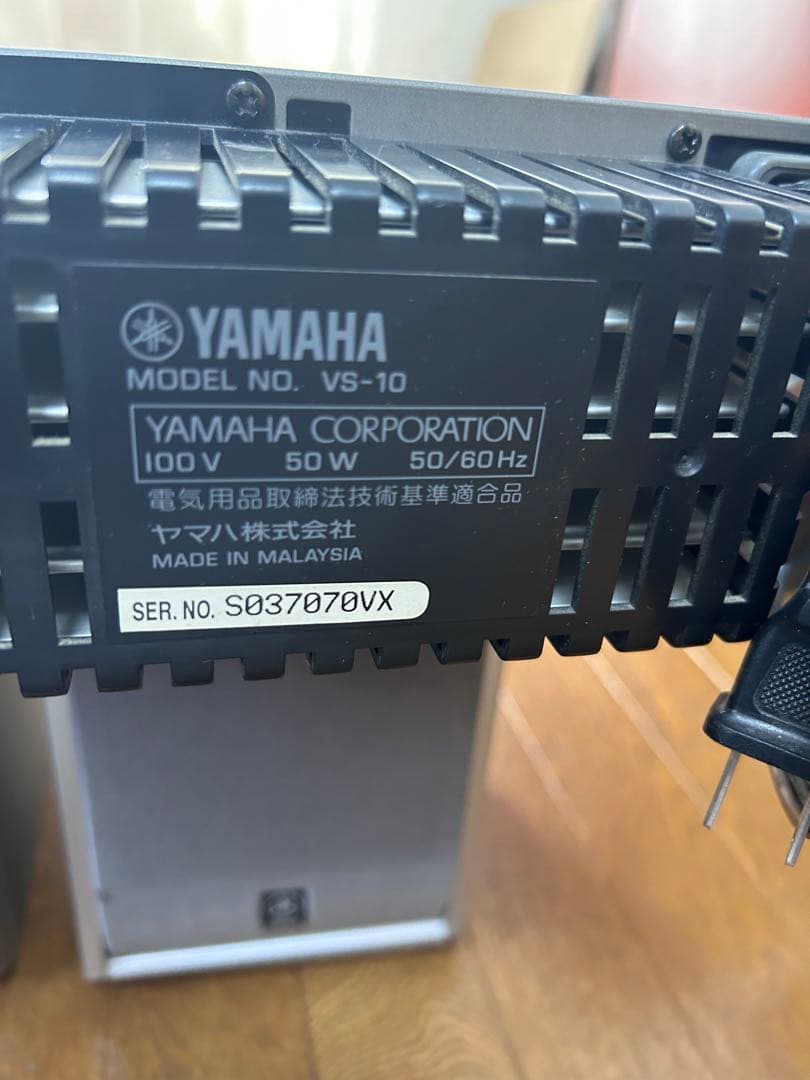 YAMAHA
MODEL NO. VS-10
YAMAHA CORPORATION
100V 50W 50/60Hz
電気用品取締法技術基準適合品
ヤマハ株式会社
MADE IN MALAYSIA
SER. NO. S037070VX